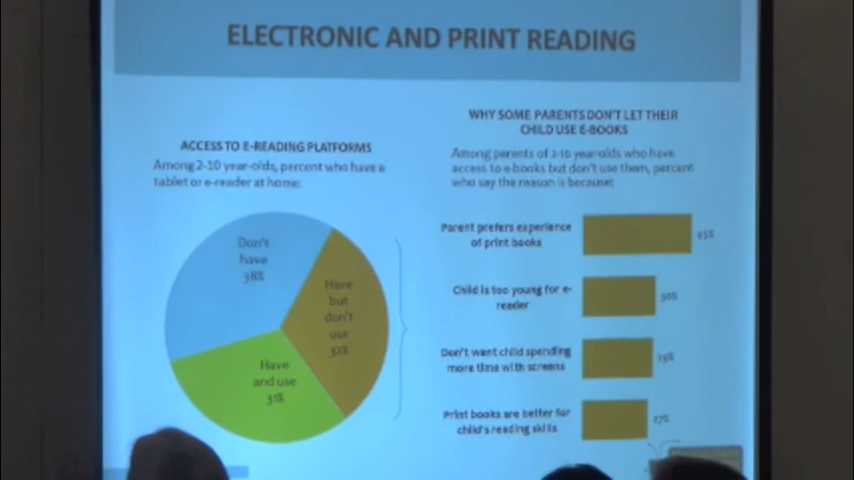 ELECTRONIC AND PRINT READING
ACCESS TO E-READING PLATFORMS
Among 2-10 year-olds, percent who have a
tablet or e-reader at home:
Don't
have
38%
Have
but
don't
use
32%
Have
and use
31%
WHY SOME PARENTS DON'T LET THEIR
CHILD USE E-BOOKS
Among parents of 2-10 year-olds who have
access to e-books but don't use them, percent
who say the reason is because:
Parent prefers experience
of print books
45%
Child is too young for e-
reader
30%
Don't want child spending
more time with screens
29%
Print books are better for
child's reading skills
27%